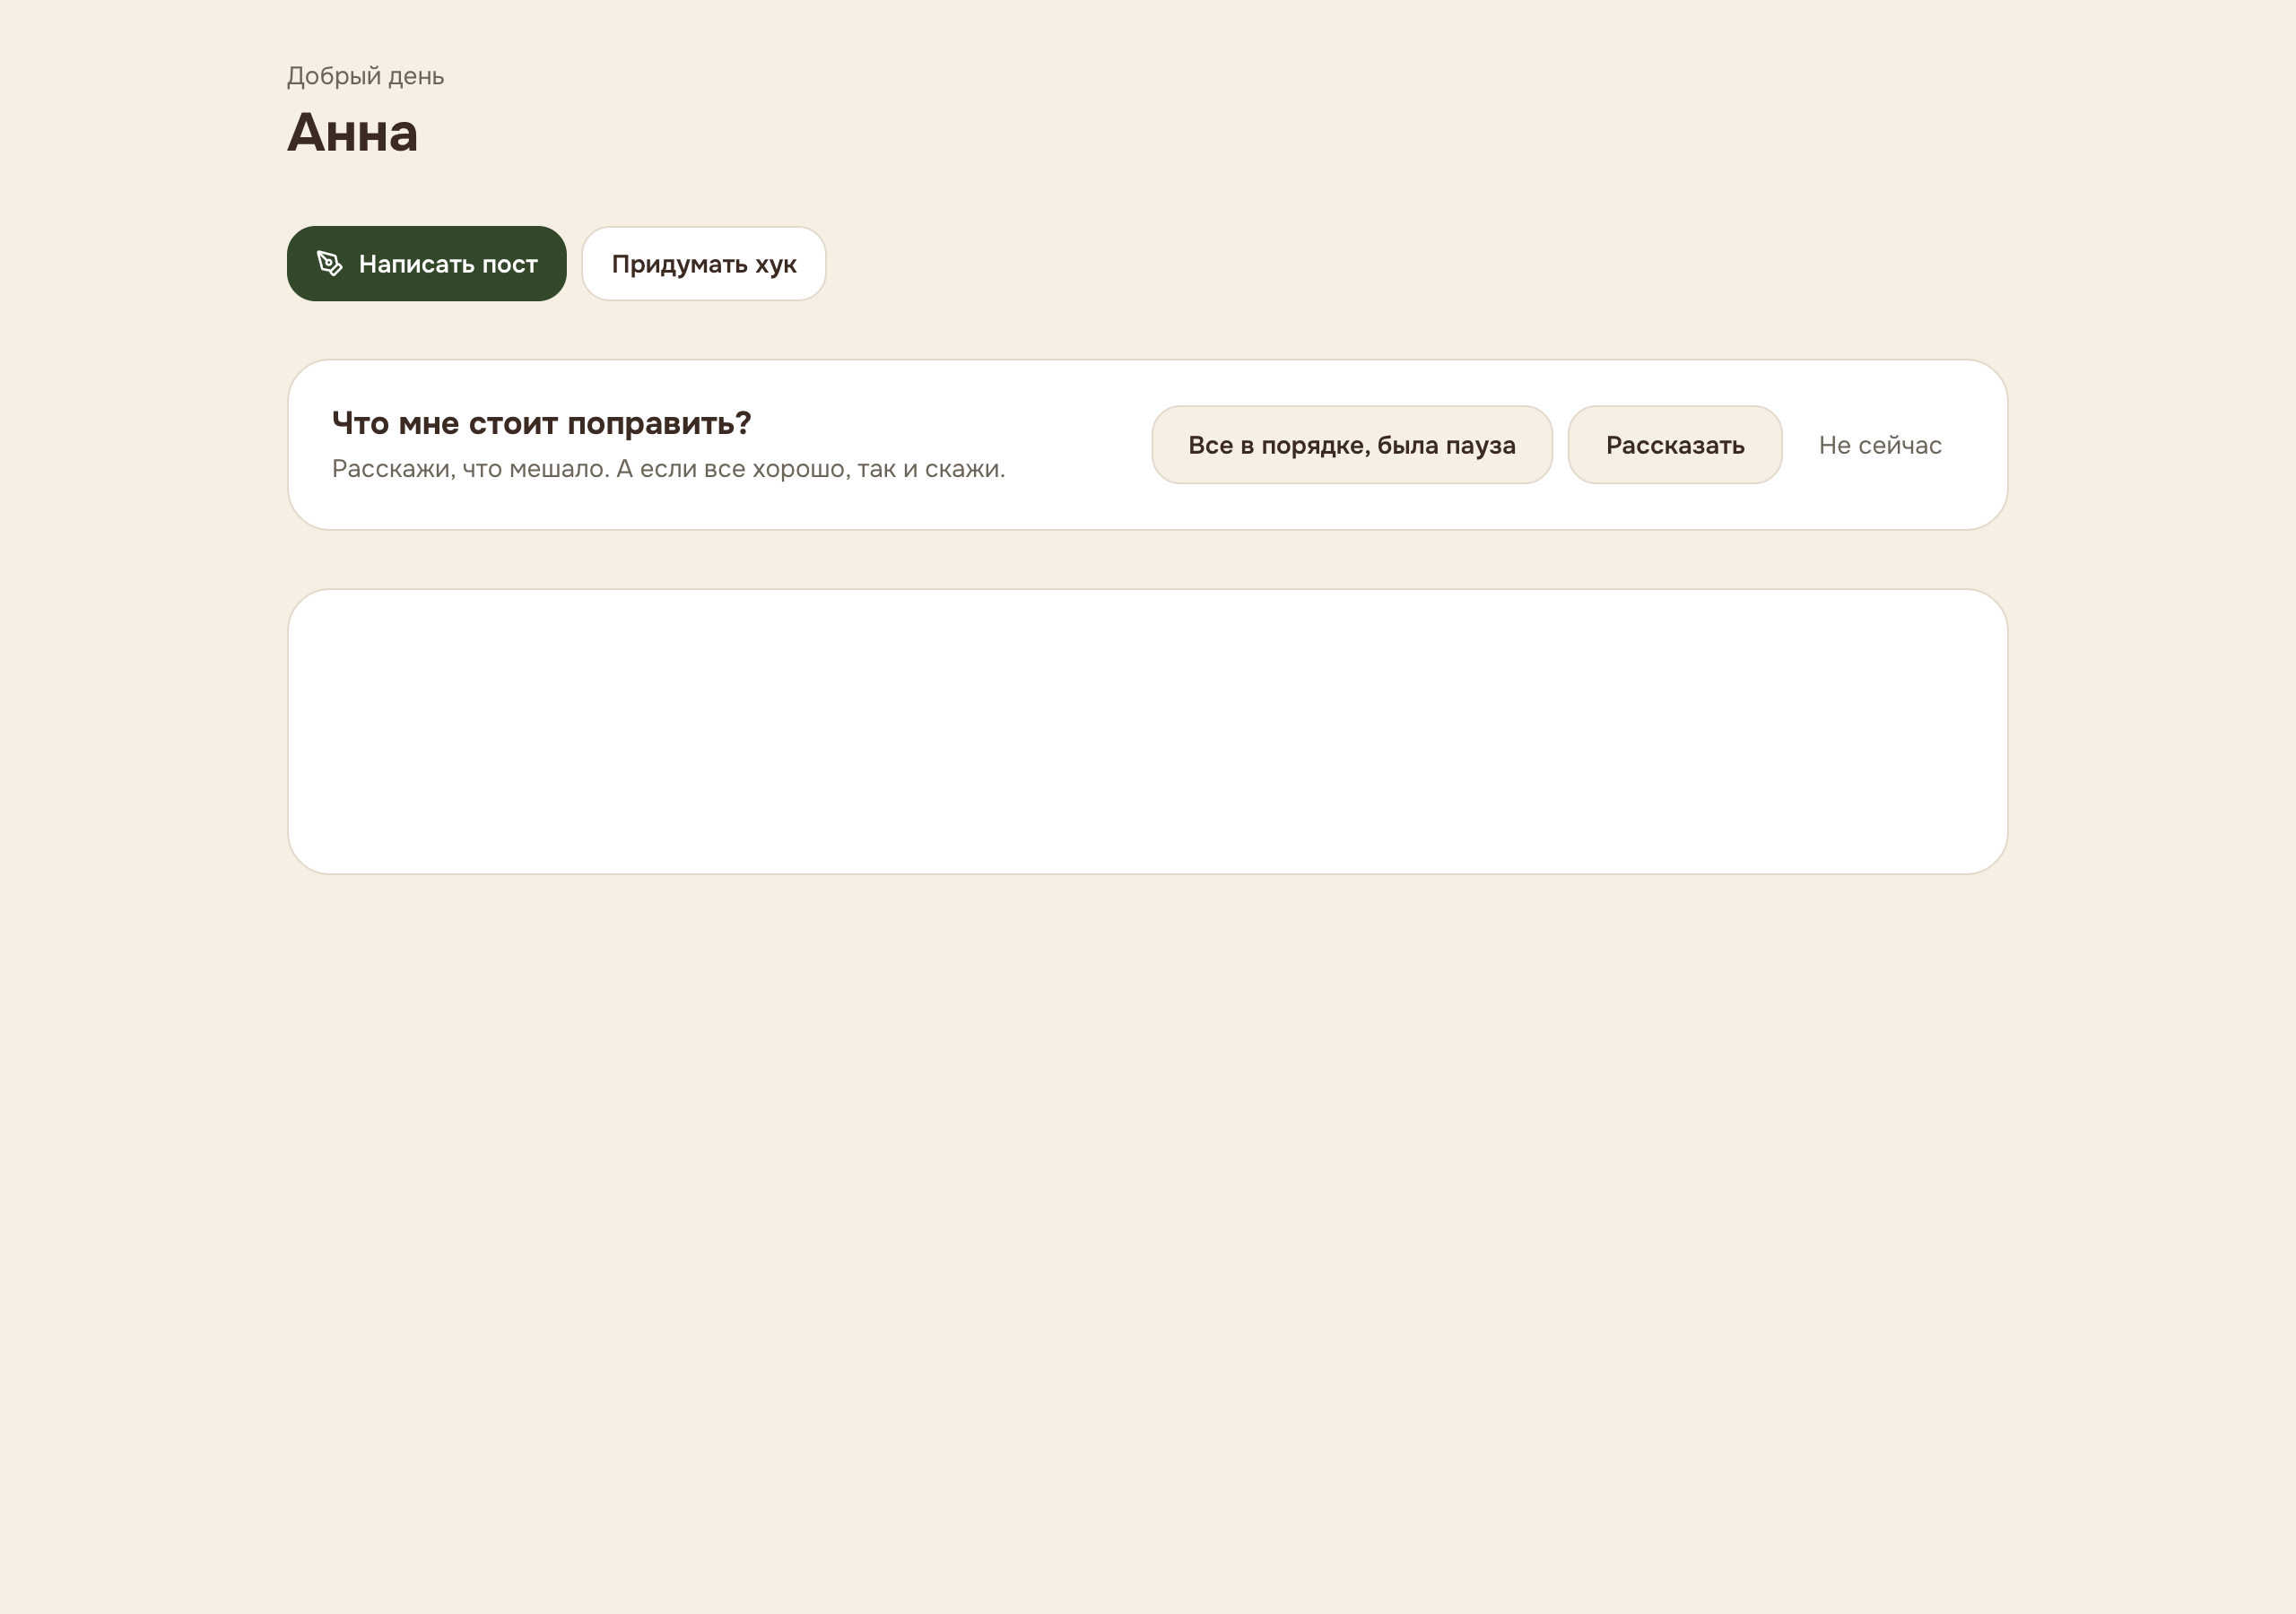 Добрый день
Анна
Написать пост
Придумать хук
Что мне стоит поправить?
Расскажи, что мешало. А если все хорошо, так и скажи.
Все в порядке, была пауза
Рассказать
Не сейчас